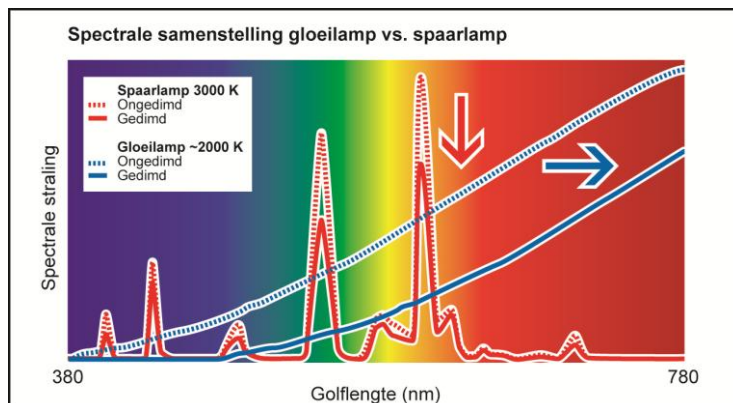 Spectrale samenstelling gloeilamp vs. spaarlamp
Spaarlamp 3000 K
Ongedimd
Gedimd
Gloeilamp ~2000 K
Ongedimd
Gedimd
Spectrale straling
380
780
Golflengte (nm)